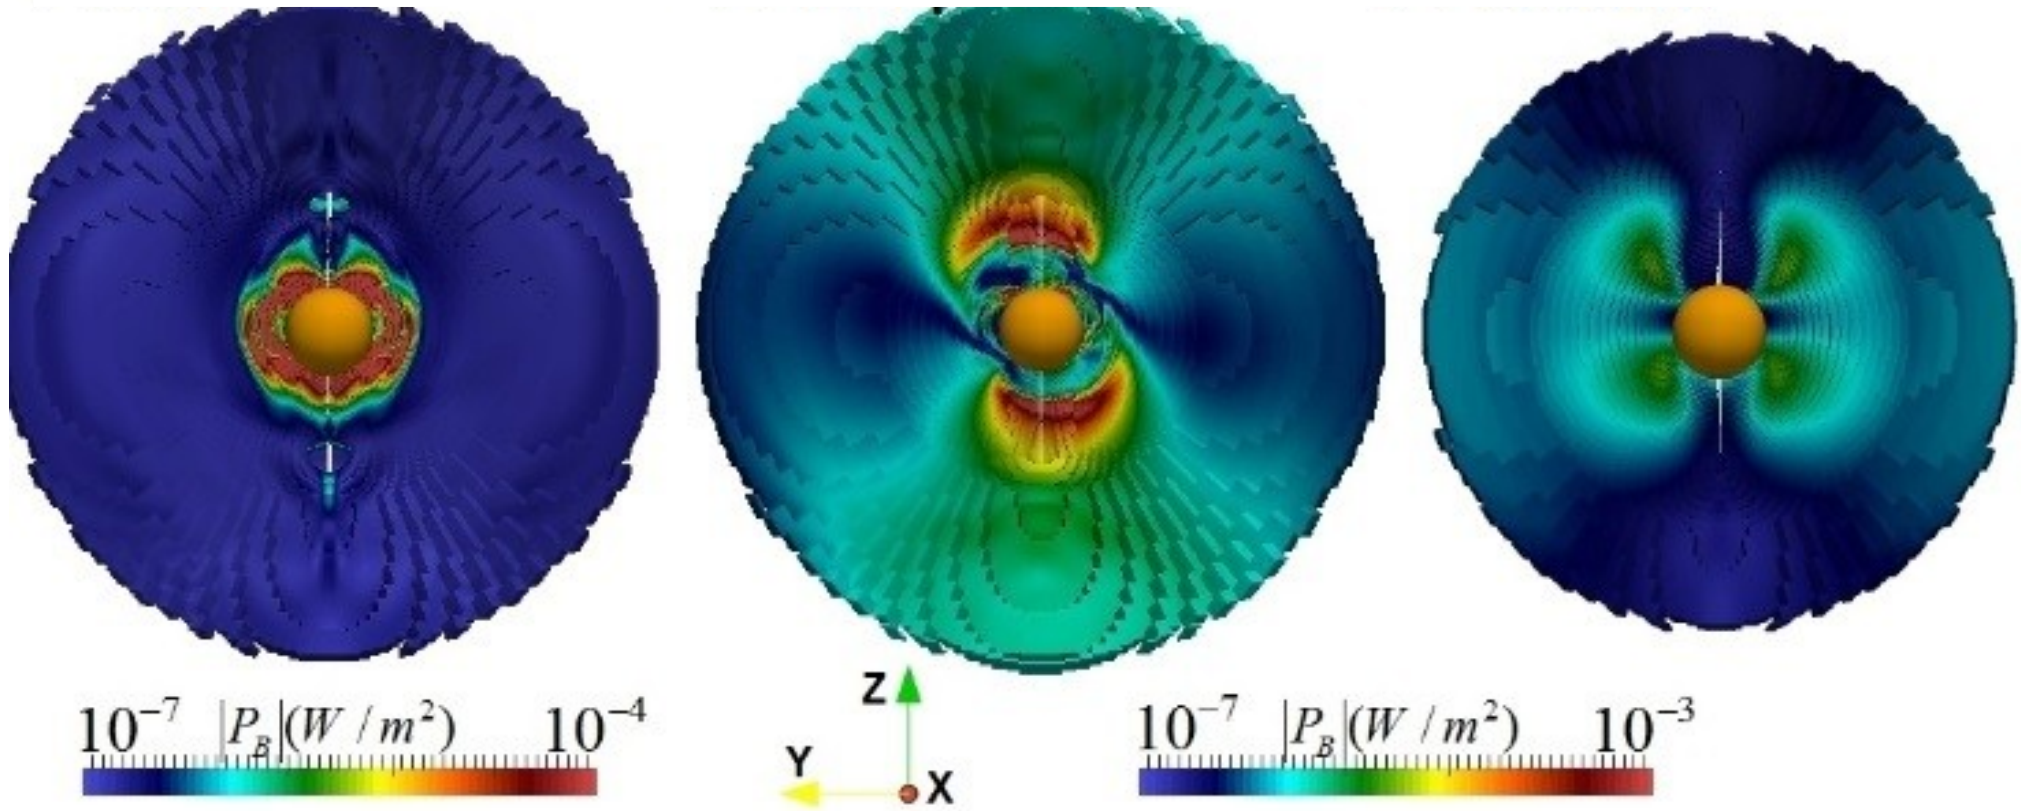 10⁻⁷ |P_B|(W / m²) 10⁻⁴
Z
Y
X
10⁻⁷ |P_B|(W / m²) 10⁻³